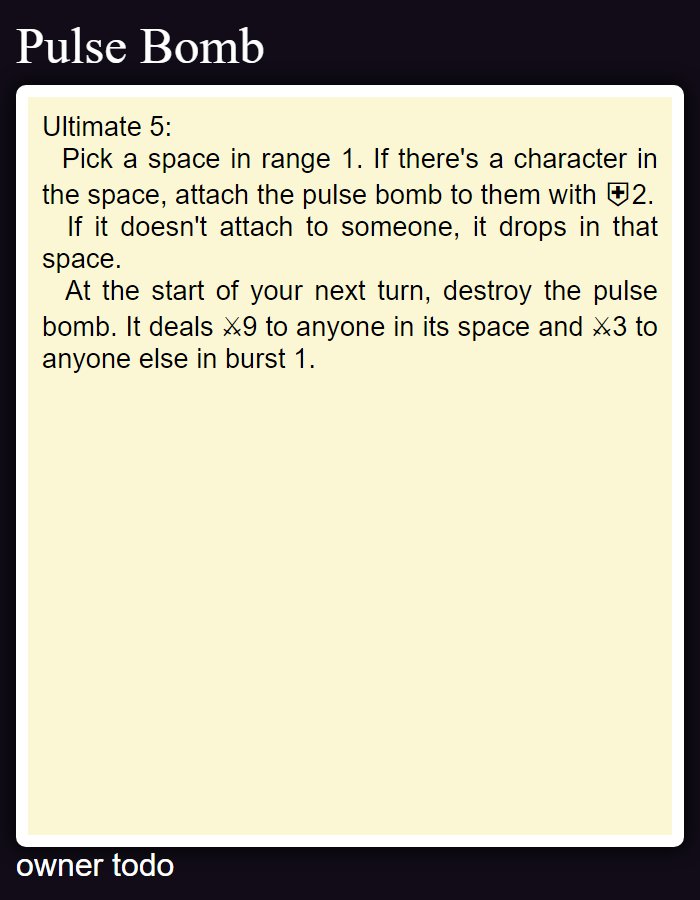 Pulse Bomb
Ultimate 5:
Pick a space in range 1. If there's a character in
the space, attach the pulse bomb to them with ⛨2.
If it doesn't attach to someone, it drops in that
space.
At the start of your next turn, destroy the pulse
bomb. It deals ⚔9 to anyone in its space and ⚔3 to
anyone else in burst 1.
owner todo